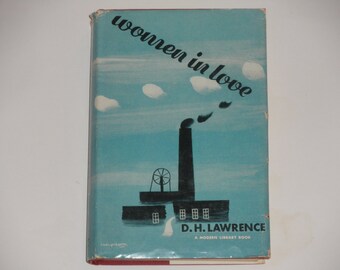 women in love
D. H. LAWRENCE
A MODERN LIBRARY BOOK